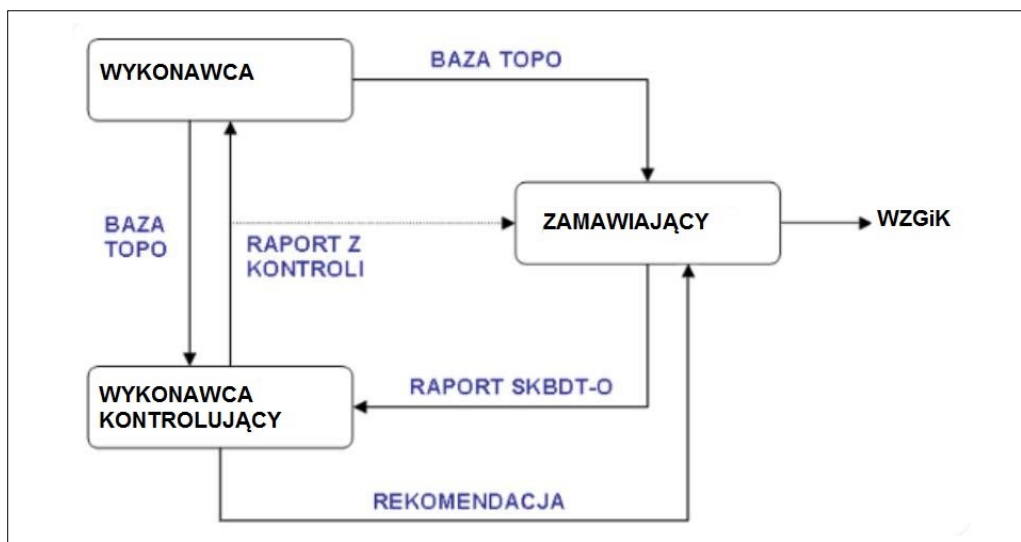 WYKONAWCA
BAZA TOPO
ZAMAWIAJĄCY
WZGiK
BAZA
TOPO
RAPORT Z
KONTROLI
WYKONAWCA
KONTROLUJĄCY
RAPORT SKBDT-O
REKOMENDACJA